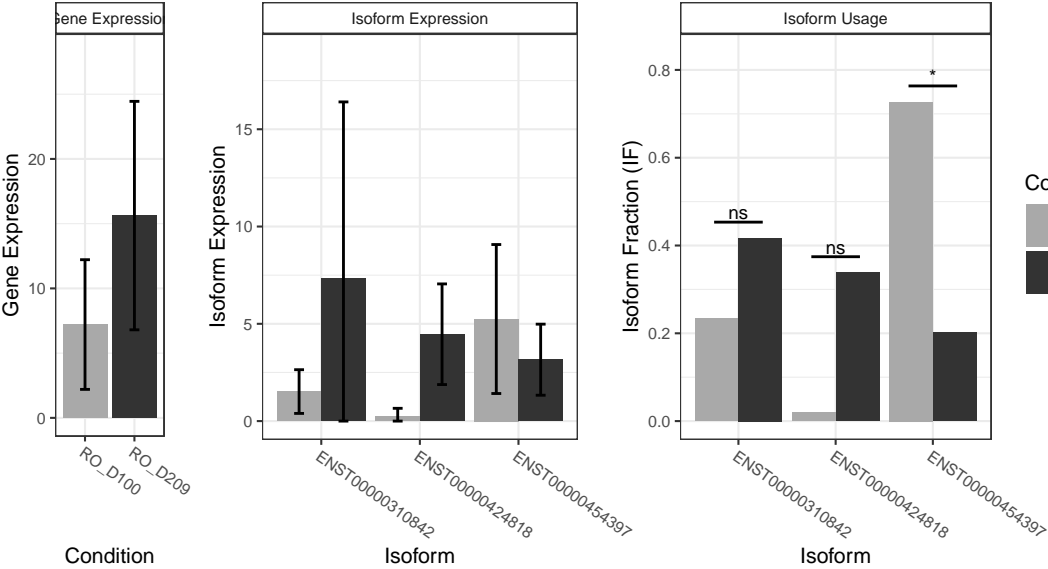 Gene Expression
Isoform Expression
Isoform Usage
Gene Expression
20
10
0
RO_D100
RO_D209
Condition
Isoform Expression
15
10
5
0
ENST00000310842
ENST00000424818
ENST00000454397
Isoform
Isoform Fraction (IF)
0.8
0.6
0.4
0.2
0.0
ns
ns
*
ENST00000310842
ENST00000424818
ENST00000454397
Isoform
Co